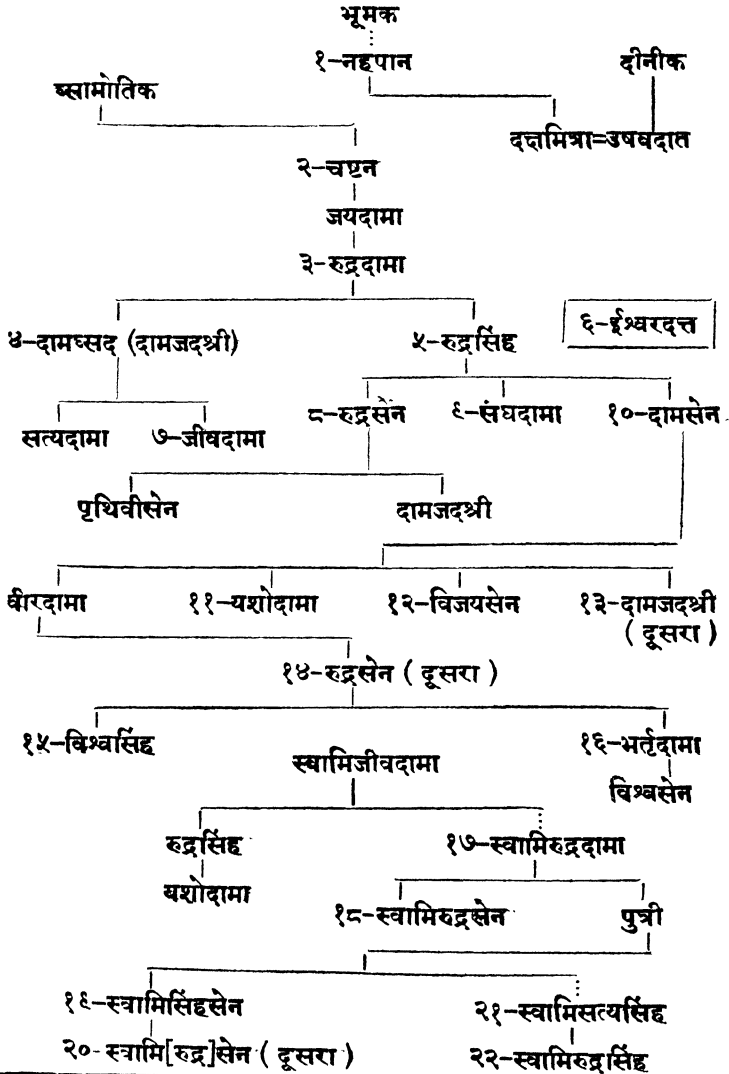 भूमक
१-नहपान दीनीक
घ्सामोतिक
दक्षमित्रा=उषवदात
२-चष्टन
जयदामा
३-रुद्रदामा
४-दामघ्सद (दामजदश्री) ५-रुद्रसिंह ६-ईश्वरदत्त
सत्यदामा ७-जीवदामा ८-रुद्रसेन ९-संघदामा १०-दामसेन
पृथिवीसेन दामजदश्री
वीरदामा ११-यशोदामा १२-विजयसेन १३-दामजदश्री
( दूसरा )
१४-रुद्रसेन ( दूसरा )
१५-विश्वसिंह १६-भर्तृदामा
स्वामिजीवदामा
विश्वसेन
रुद्रसिंह १७-स्वामिरुद्रदामा
यशोदामा
१८-स्वामिरुद्रसेन पुत्री
१९-स्वामिसिंहसेन २१-स्वामिसत्यसिंह
२०-स्वामि[रुद्र]सेन ( दूसरा ) २२-स्वामिरुद्रसिंह